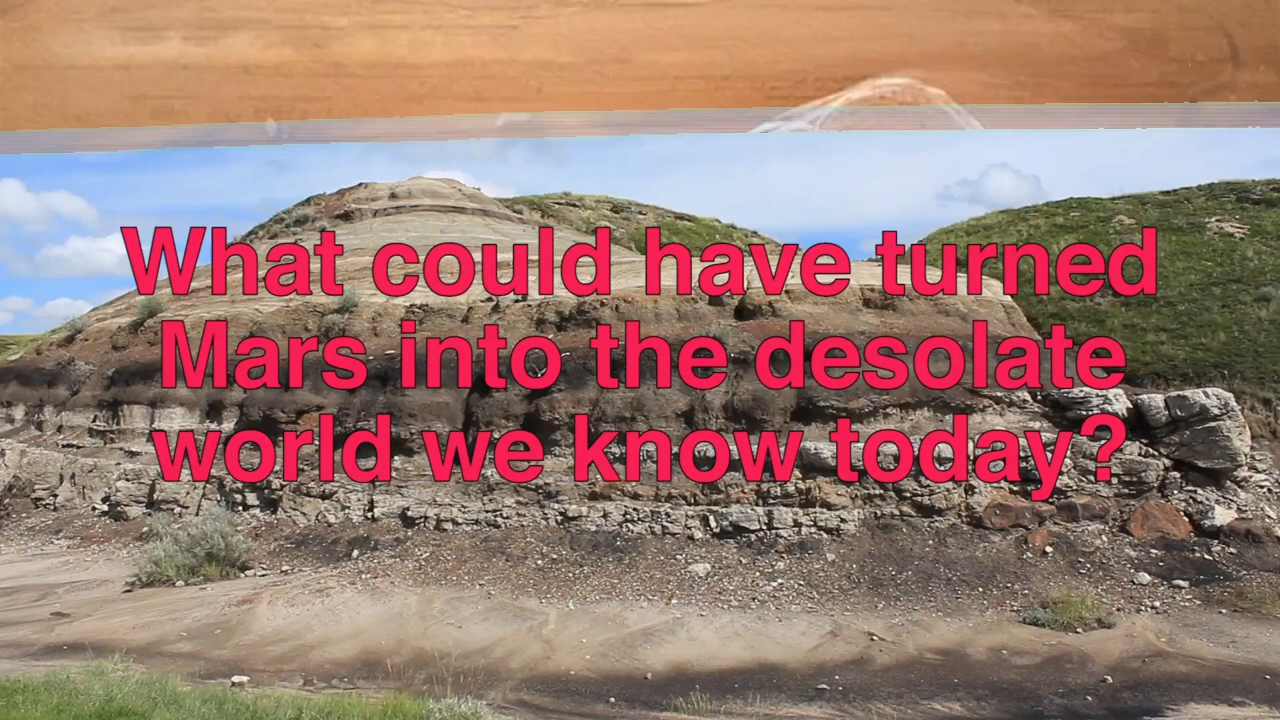 What could have turned
Mars into the desolate
world we know today?